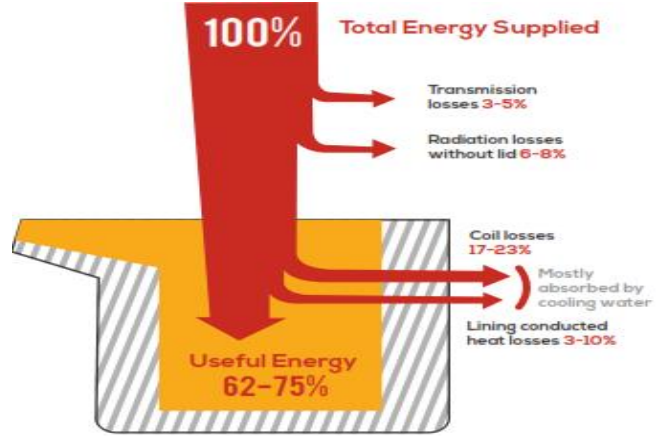 100%
Total Energy Supplied
Transmission
losses 3-5%
Radiation losses
without lid 6-8%
Coil losses
17-23%
Mostly
absorbed by
cooling water
Lining conducted
heat losses 3-10%
Useful Energy
62-75%